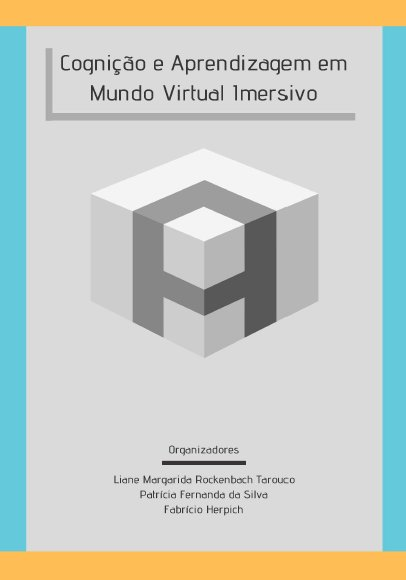 Cognição e Aprendizagem em
Mundo Virtual Imersivo
Organizadores
Liane Margarida Rockenbach Tarouco
Patrícia Fernanda da Silva
Fabrício Herpich